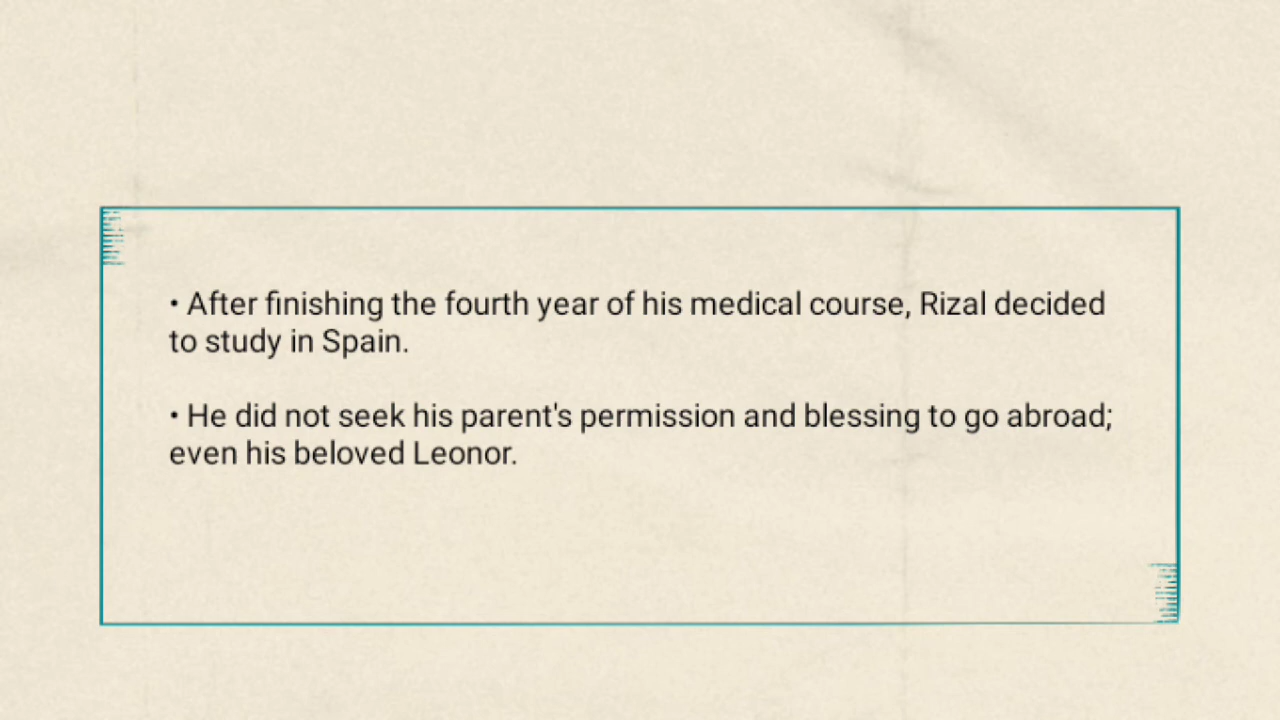 • After finishing the fourth year of his medical course, Rizal decided
to study in Spain.
• He did not seek his parent's permission and blessing to go abroad;
even his beloved Leonor.